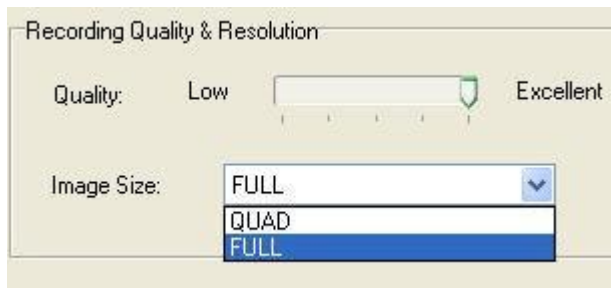 Recording Quality & Resolution
Quality: Low Excellent
Image Size: FULL
QUAD
FULL